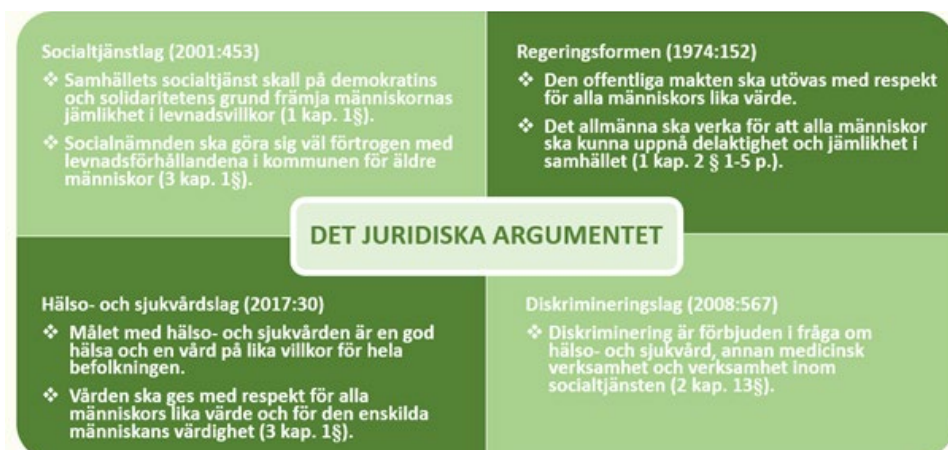 Socialtjänstlag (2001:453)
❖ Samhällets socialtjänst skall på demokratins
och solidaritetens grund främja människornas
jämlikhet i levnadsvillkor (1 kap. 1§).
❖ Socialnämnden ska göra sig väl förtrogen med
levnadsförhållandena i kommunen för äldre
människor (3 kap. 1§).
Regeringsformen (1974:152)
❖ Den offentliga makten ska utövas med respekt
för alla människors lika värde.
❖ Det allmänna ska verka för att alla människor
ska kunna uppnå delaktighet och jämlikhet i
samhället (1 kap. 2 § 1-5 p.).
DET JURIDISKA ARGUMENTET
Hälso- och sjukvårdslag (2017:30)
❖ Målet med hälso- och sjukvården är en god
hälsa och en vård på lika villkor för hela
befolkningen.
❖ Vården ska ges med respekt för alla
människors lika värde och för den enskilda
människans värdighet (3 kap. 1§).
Diskrimineringslag (2008:567)
❖ Diskriminering är förbjuden i fråga om
hälso- och sjukvård, annan medicinsk
verksamhet och verksamhet inom
socialtjänsten (2 kap. 13§).